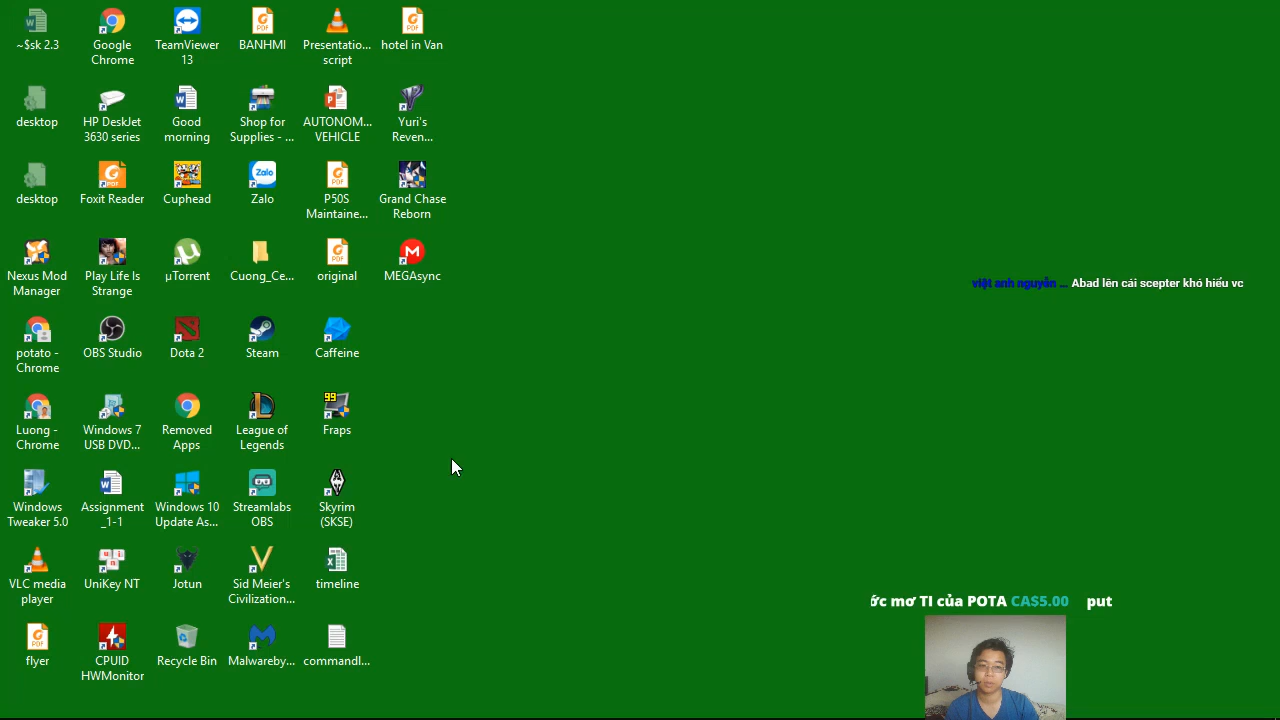 ~$sk 2.3
Google
Chrome
TeamViewer
13
BANHMI
Presentatio...
script
hotel in Van
desktop
HP DeskJet
3630 series
Good
morning
Shop for
Supplies - ...
AUTONOM...
VEHICLE
Yuri's
Reven...
desktop
Foxit Reader
Cuphead
Zalo
P50S
Maintaine...
Grand Chase
Reborn
Nexus Mod
Manager
Play Life Is
Strange
µTorrent
Cuong_Ce...
original
MEGAsync
việt anh nguyễn ... Abad lên cái scepter khó hiểu vc
potato -
Chrome
OBS Studio
Dota 2
Steam
Caffeine
Luong -
Chrome
Windows 7
USB DVD...
Removed
Apps
League of
Legends
99
Fraps
Windows
Tweaker 5.0
Assignment
_1-1
Windows 10
Update As...
Streamlabs
OBS
Skyrim
(SKSE)
VLC media
player
UniKey NT
Jotun
Sid Meier's
Civilization...
timeline
ớc mơ TI của POTA CA$5.00 put
flyer
CPUID
HWMonitor
Recycle Bin
Malwareby...
commandl...